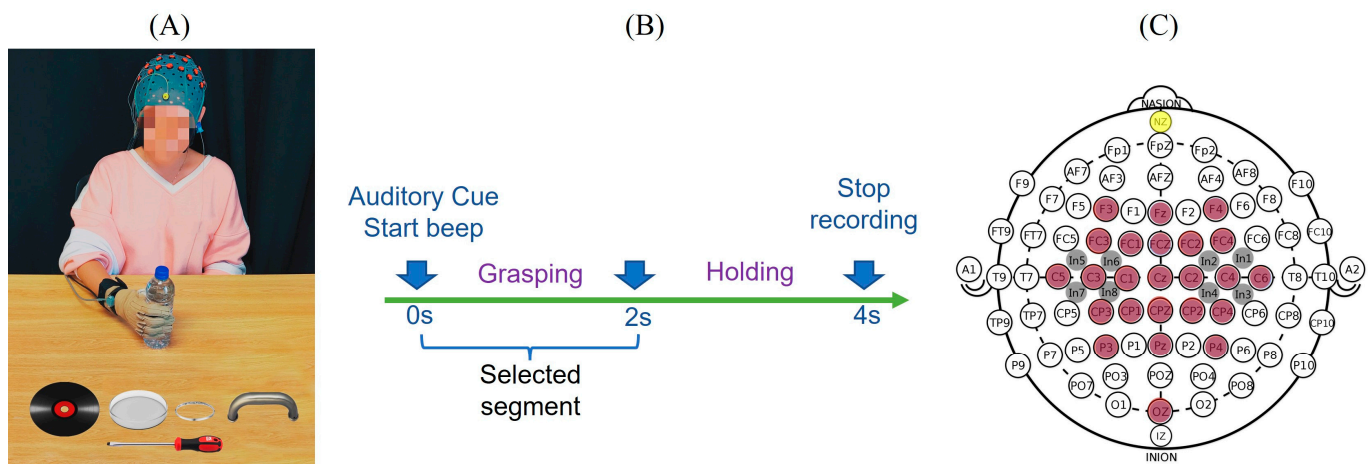 (A)
(B)
(C)
Auditory Cue
Start beep
Stop
recording
Grasping
Holding
0s
2s
4s
Selected
segment
NASION
NZ
Fp1 FpZ Fp2
AF7 AF3 AFZ AF4 AF8
F9 F7 F5 F3 F1 Fz F2 F4 F6 F8 F10
FT9 FT7 FC5 FC3 FC1 FCZ FC2 FC4 FC6 FC8 FC10
In5 In6 In2 In1
A1 T9 T7 C5 C3 C1 Cz C2 C4 C6 T8 T10 A2
In7 In8 In4 In3
TP9 TP7 CP5 CP3 CP1 CPZ CP2 CP4 CP6 CP8 CP10
P9 P7 P5 P3 P1 Pz P2 P4 P6 P8 P10
PO7 PO3 POZ PO4 PO8
O1 OZ O2
IZ
INION